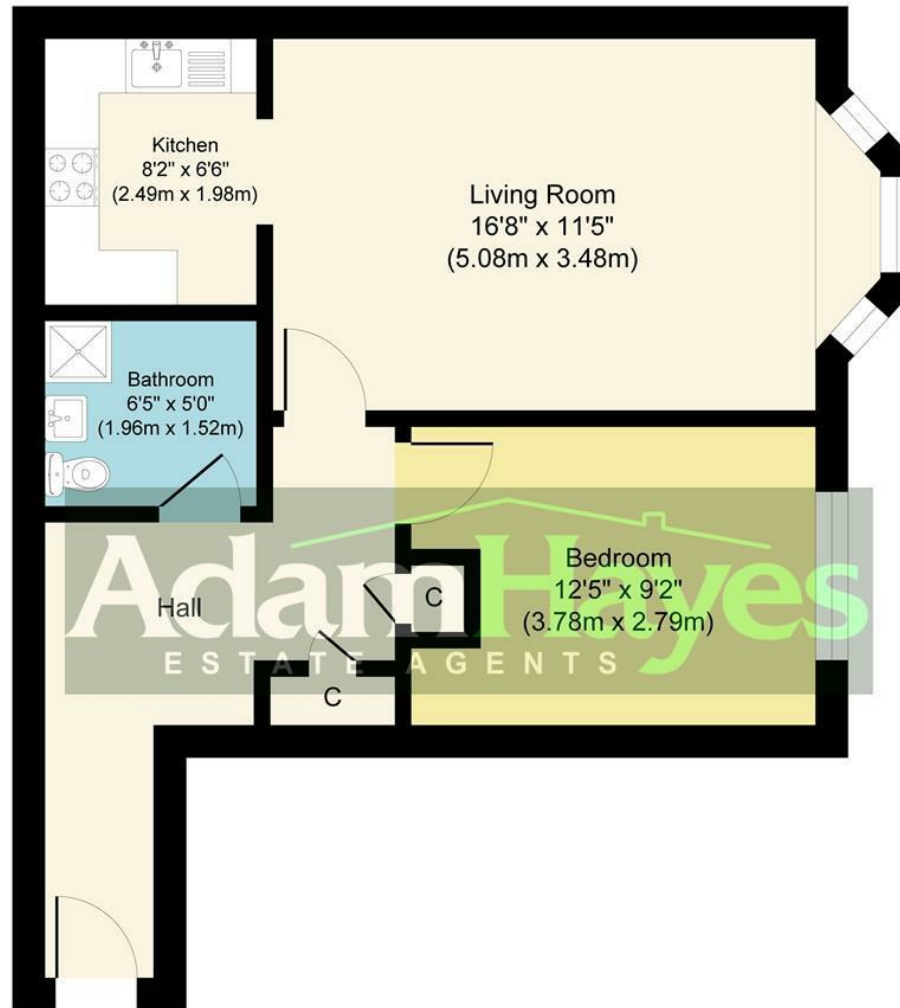 Kitchen
8'2" x 6'6"
(2.49m x 1.98m)
Living Room
16'8" x 11'5"
(5.08m x 3.48m)
Bathroom
6'5" x 5'0"
(1.96m x 1.52m)
Bedroom
12'5" x 9'2"
(3.78m x 2.79m)
Hall
C
C
AdamHayes
ESTATE AGENTS